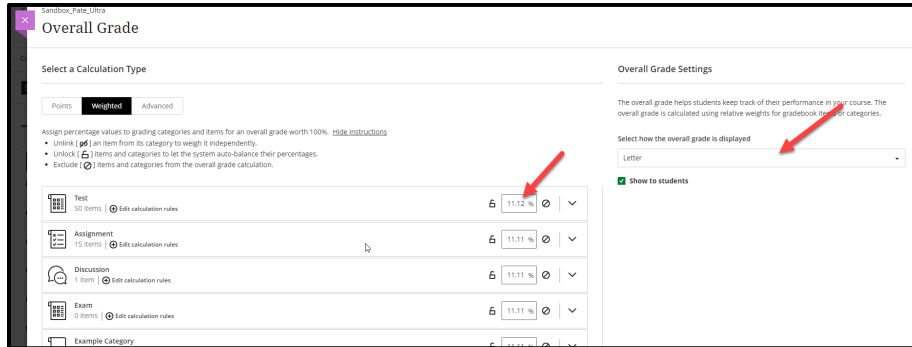 Sandbox_Pate_Ultra
Overall Grade
Select a Calculation Type
Points Weighted Advanced
Assign percentage values to grading categories and items for an overall grade worth 100%. Hide Instructions
• Unlink [ ] an item from its category to weigh it independently.
• Unlock [ ] items and categories to let the system auto-balance their percentages.
• Exclude [ ] items and categories from the overall grade calculation.
Test
50 items | Edit calculation rules
11.12 %
Assignment
15 items | Edit calculation rules
11.11 %
Discussion
1 item | Edit calculation rules
11.11 %
Exam
0 items | Edit calculation rules
11.11 %
Example Category
Overall Grade Settings
The overall grade helps students keep track of their performance in your course. The
overall grade is calculated using relative weights for gradebook items or categories.
Select how the overall grade is displayed
Letter
Show to students